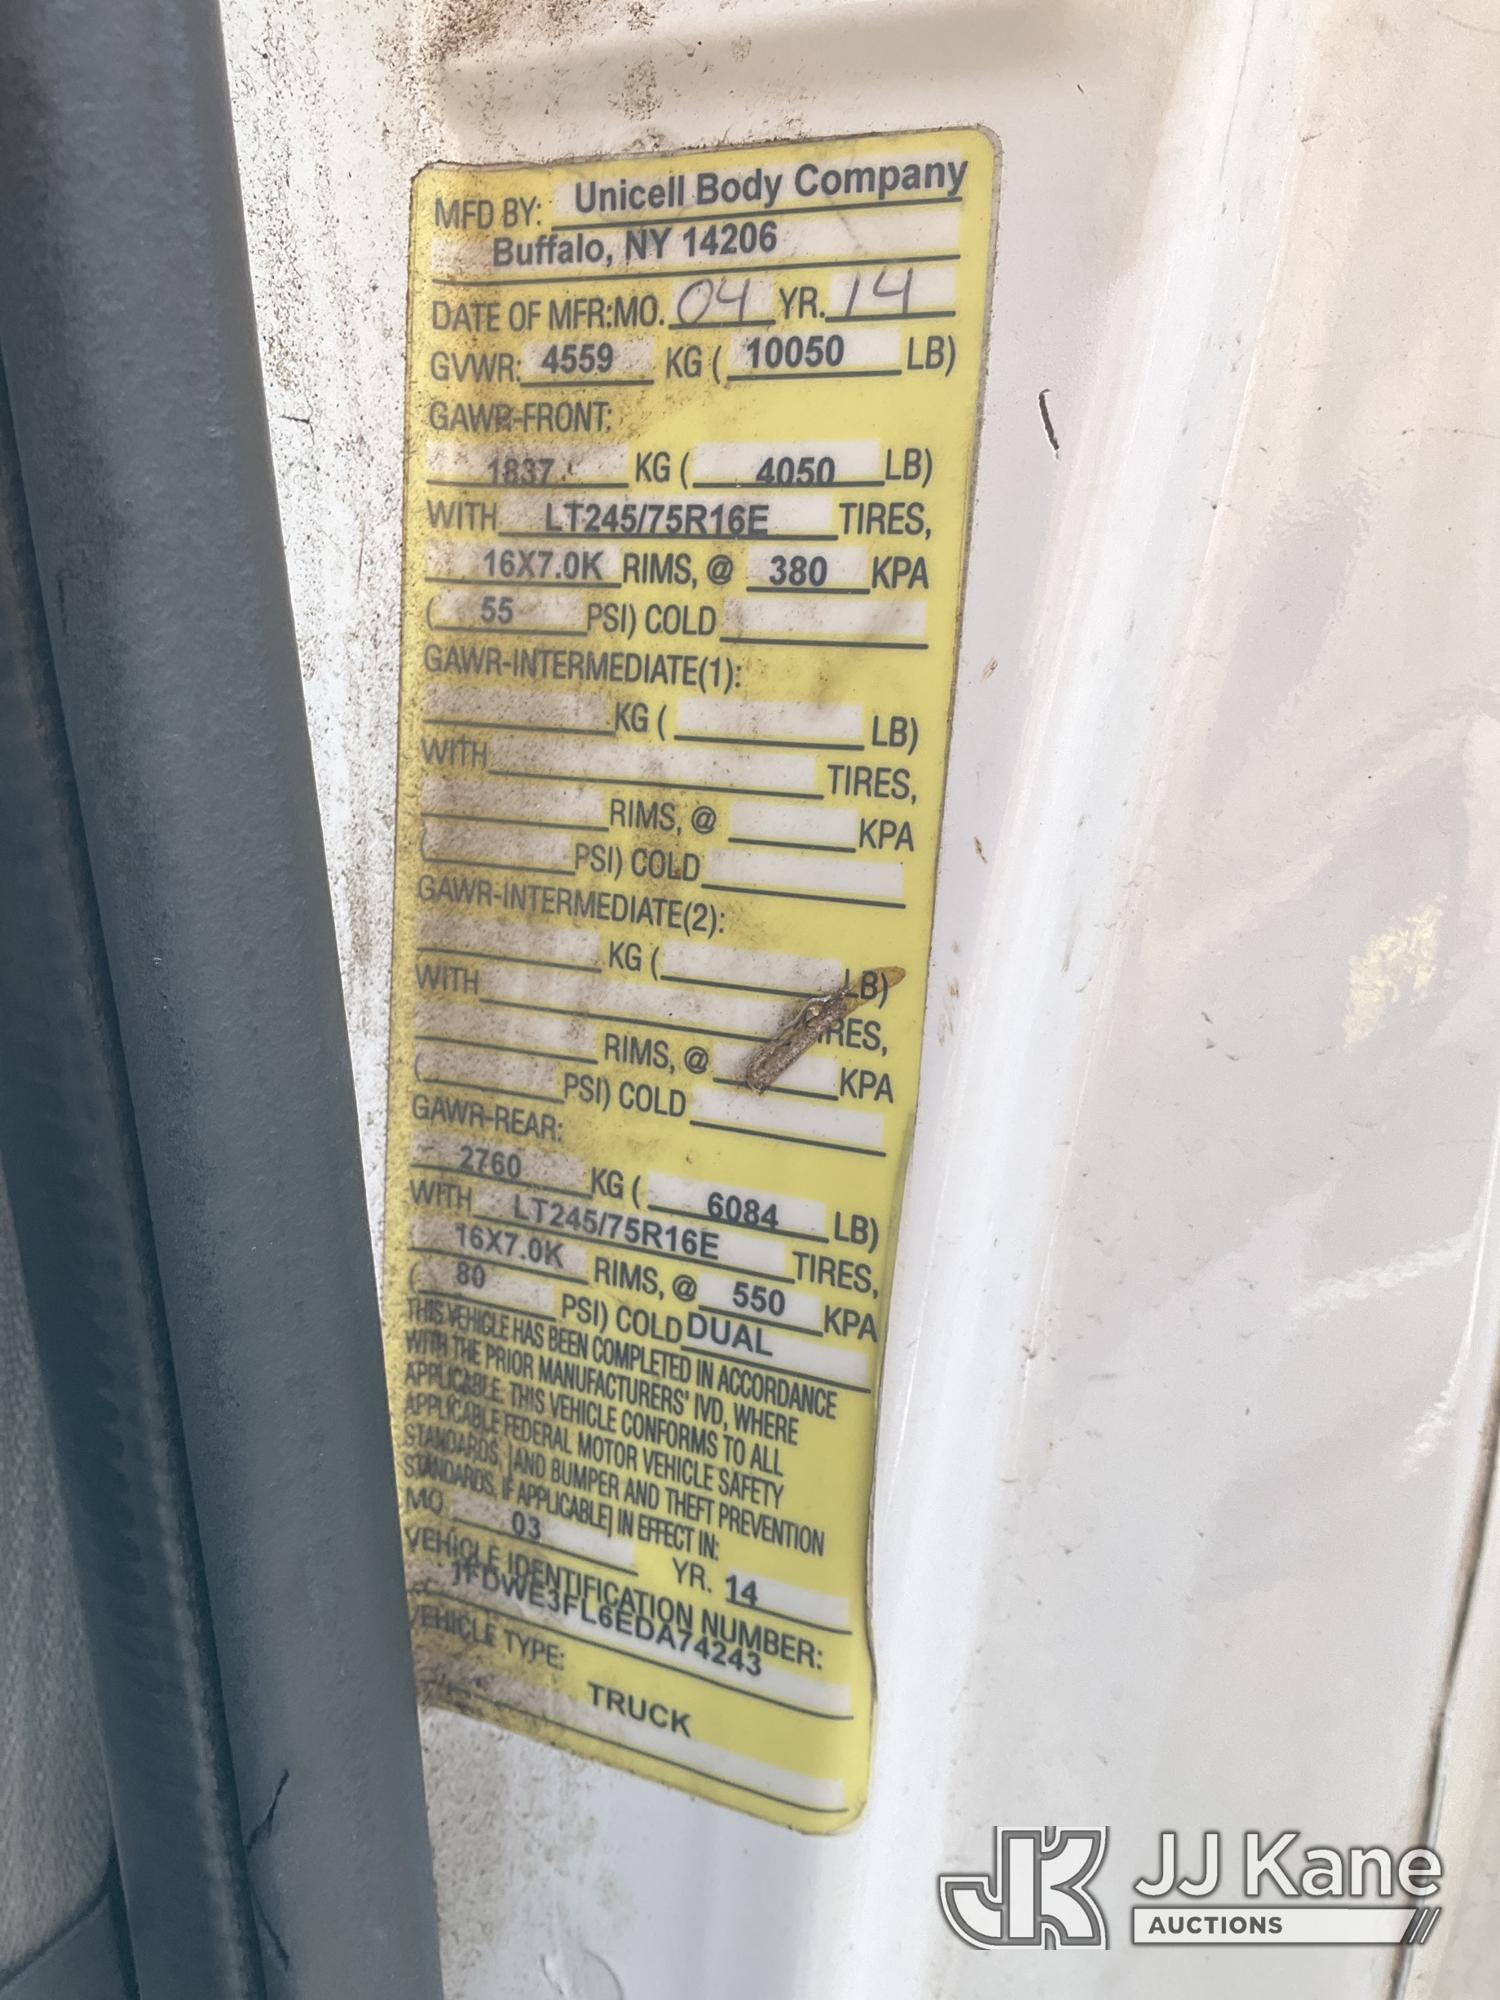 MFD BY: Unicell Body Company
Buffalo, NY 14206
DATE OF MFR:MO. 04 YR. 14
GVWR: 4559 KG ( 10050 LB)
GAWR-FRONT:
1837 KG ( 4050 LB)
WITH LT245/75R16E TIRES,
16X7.0K RIMS, @ 380 KPA
( 55 PSI) COLD
GAWR-INTERMEDIATE(1):
KG ( LB)
WITH TIRES,
RIMS, @ KPA
( PSI) COLD
GAWR-INTERMEDIATE(2):
KG ( LB)
WITH IRES,
RIMS, @ KPA
( PSI) COLD
GAWR-REAR:
2760 KG ( 6084 LB)
WITH LT245/75R16E TIRES,
16X7.0K RIMS, @ 550 KPA
( 80 PSI) COLD DUAL
THIS VEHICLE HAS BEEN COMPLETED IN ACCORDANCE
WITH THE PRIOR MANUFACTURERS' IVD, WHERE
APPLICABLE. THIS VEHICLE CONFORMS TO ALL
APPLICABLE FEDERAL MOTOR VEHICLE SAFETY
STANDARDS, [AND BUMPER AND THEFT PREVENTION
STANDARDS, IF APPLICABLE] IN EFFECT IN:
MO. 03 YR. 14
VEHICLE IDENTIFICATION NUMBER:
1FDWE3FL6EDA74243
VEHICLE TYPE:
TRUCK
JK JJ Kane
AUCTIONS